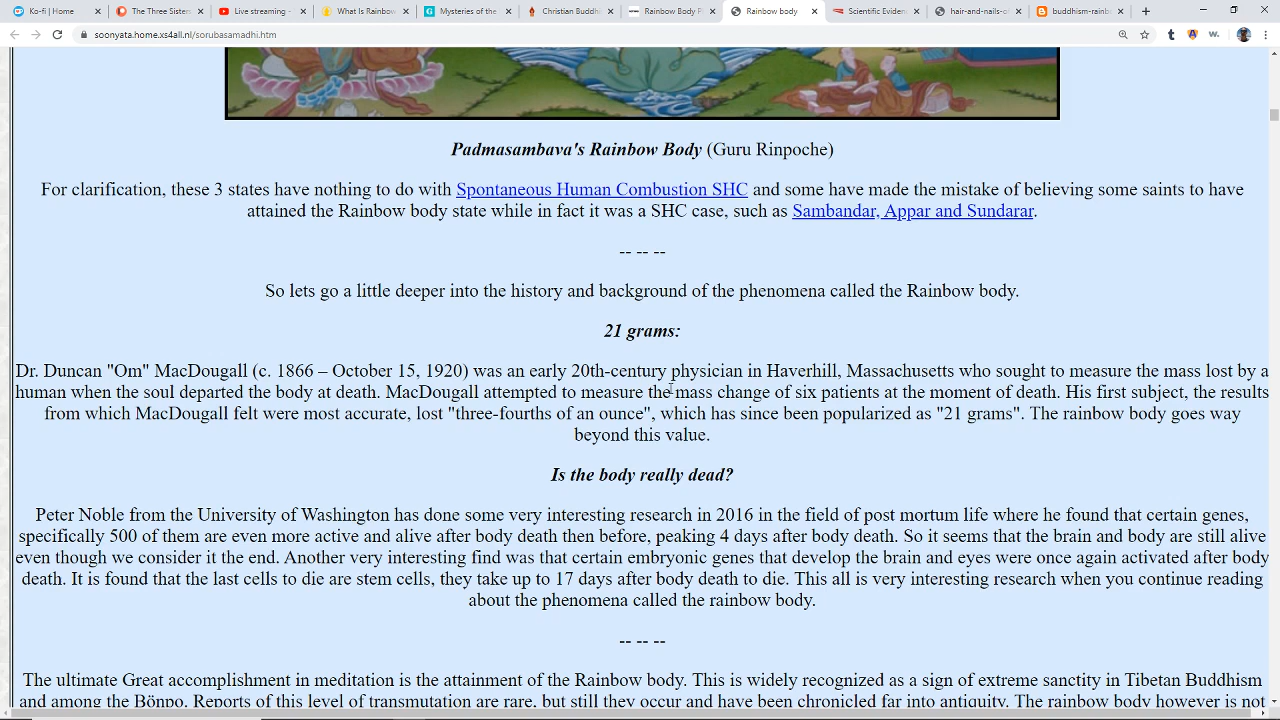 Ko-fi | Home
The Three Sister
Live streaming -
What Is Rainbow
Mysteries of the
Christian Buddhi
Rainbow Body P
Rainbow body
Scientific Eviden
hair-and-nails-o
buddhism-rainb
soonyata.home.xs4all.nl/sorubasamadhi.htm
Padmasambava's Rainbow Body (Guru Rinpoche)
For clarification, these 3 states have nothing to do with Spontaneous Human Combustion SHC and some have made the mistake of believing some saints to have
attained the Rainbow body state while in fact it was a SHC case, such as Sambandar, Appar and Sundarar.
-- -- --
So lets go a little deeper into the history and background of the phenomena called the Rainbow body.
21 grams:
Dr. Duncan "Om" MacDougall (c. 1866 – October 15, 1920) was an early 20th-century physician in Haverhill, Massachusetts who sought to measure the mass lost by a
human when the soul departed the body at death. MacDougall attempted to measure the mass change of six patients at the moment of death. His first subject, the results
from which MacDougall felt were most accurate, lost "three-fourths of an ounce", which has since been popularized as "21 grams". The rainbow body goes way
beyond this value.
Is the body really dead?
Peter Noble from the University of Washington has done some very interesting research in 2016 in the field of post mortum life where he found that certain genes,
specifically 500 of them are even more active and alive after body death then before, peaking 4 days after body death. So it seems that the brain and body are still alive
even though we consider it the end. Another very interesting find was that certain embryonic genes that develop the brain and eyes were once again activated after body
death. It is found that the last cells to die are stem cells, they take up to 17 days after body death to die. This all is very interesting research when you continue reading
about the phenomena called the rainbow body.
-- -- --
The ultimate Great accomplishment in meditation is the attainment of the Rainbow body. This is widely recognized as a sign of extreme sanctity in Tibetan Buddhism
and among the Bönpo. Reports of this level of transmutation are rare, but still they occur and have been chronicled far into antiquity. The rainbow body however is not